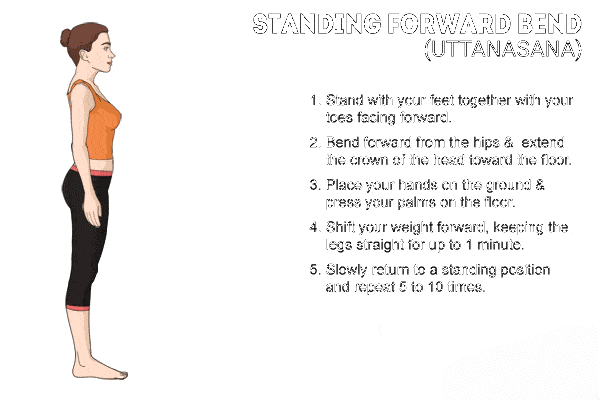 STANDING FORWARD BEND
(UTTANASANA)
1. Stand with your feet together with your
toes facing forward.
2. Bend forward from the hips & extend
the crown of the head toward the floor.
3. Place your hands on the ground &
press your palms on the floor.
4. Shift your weight forward, keeping the
legs straight for up to 1 minute.
5. Slowly return to a standing position
and repeat 5 to 10 times.